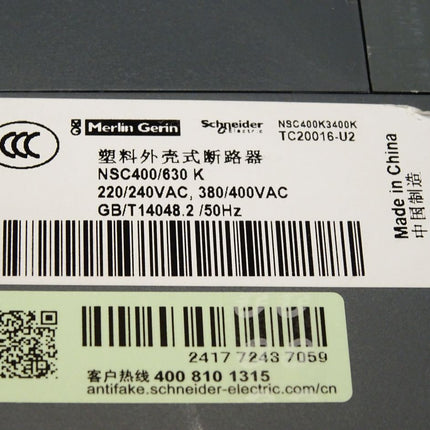 CCC
Merlin Gerin
Schneider
Electric
NSC400K3400K
TC20016-U2
塑料外壳式断路器
NSC400/630 K
220/240VAC, 380/400VAC
GB/T14048.2 /50Hz
Made in China
中国制造
2417 7243 7059
客户热线 400 810 1315
antifake.schneider-electric.com/cn